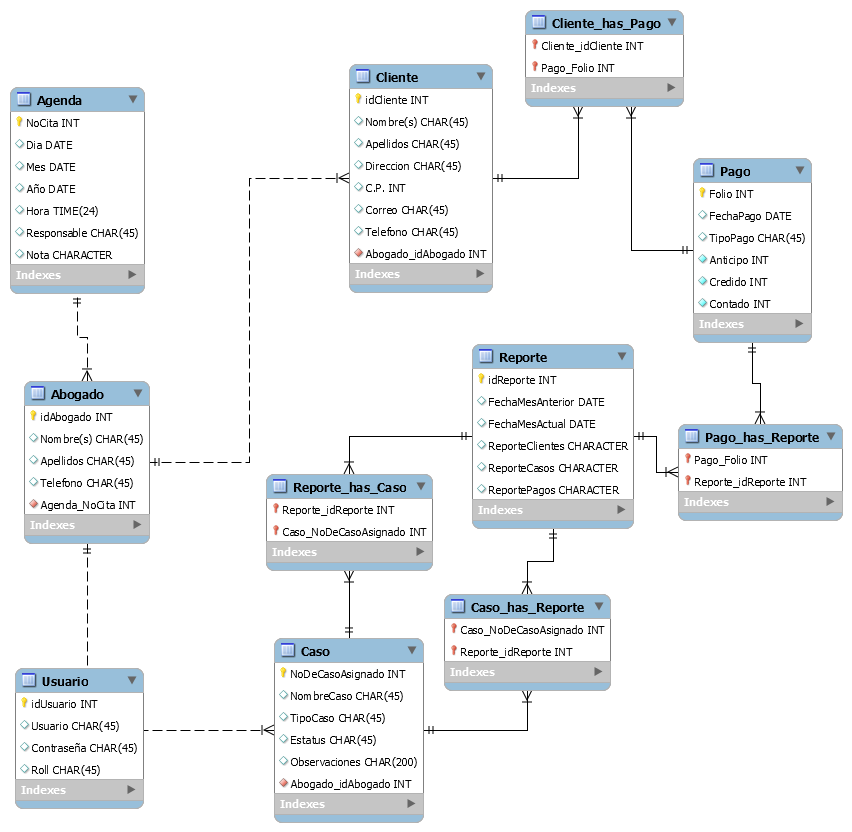 Cliente_has_Pago
Cliente_idCliente INT
Pago_Folio INT
Indexes
Cliente
idCliente INT
Nombre(s) CHAR(45)
Apellidos CHAR(45)
Direccion CHAR(45)
C.P. INT
Correo CHAR(45)
Telefono CHAR(45)
Abogado_idAbogado INT
Indexes
Agenda
NoCita INT
Dia DATE
Mes DATE
Año DATE
Hora TIME(24)
Responsable CHAR(45)
Nota CHARACTER
Indexes
Pago
Folio INT
FechaPago DATE
TipoPago CHAR(45)
Anticipo INT
Credido INT
Contado INT
Indexes
Reporte
idReporte INT
FechaMesAnterior DATE
FechaMesActual DATE
ReporteClientes CHARACTER
ReporteCasos CHARACTER
ReportePagos CHARACTER
Indexes
Abogado
idAbogado INT
Nombre(s) CHAR(45)
Apellidos CHAR(45)
Telefono CHAR(45)
Agenda_NoCita INT
Indexes
Pago_has_Reporte
Pago_Folio INT
Reporte_idReporte INT
Indexes
Reporte_has_Caso
Reporte_idReporte INT
Caso_NoDeCasoAsignado INT
Indexes
Caso_has_Reporte
Caso_NoDeCasoAsignado INT
Reporte_idReporte INT
Indexes
Caso
NoDeCasoAsignado INT
NombreCaso CHAR(45)
TipoCaso CHAR(45)
Estatus CHAR(45)
Observaciones CHAR(200)
Abogado_idAbogado INT
Indexes
Usuario
idUsuario INT
Usuario CHAR(45)
Contraseña CHAR(45)
Roll CHAR(45)
Indexes